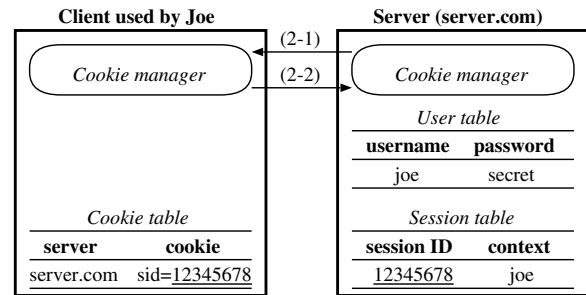 Client used by Joe
Cookie manager
Cookie table
server cookie
server.com sid=12345678
(2-1)
(2-2)
Server (server.com)
Cookie manager
User table
username password
joe secret
Session table
session ID context
12345678 joe